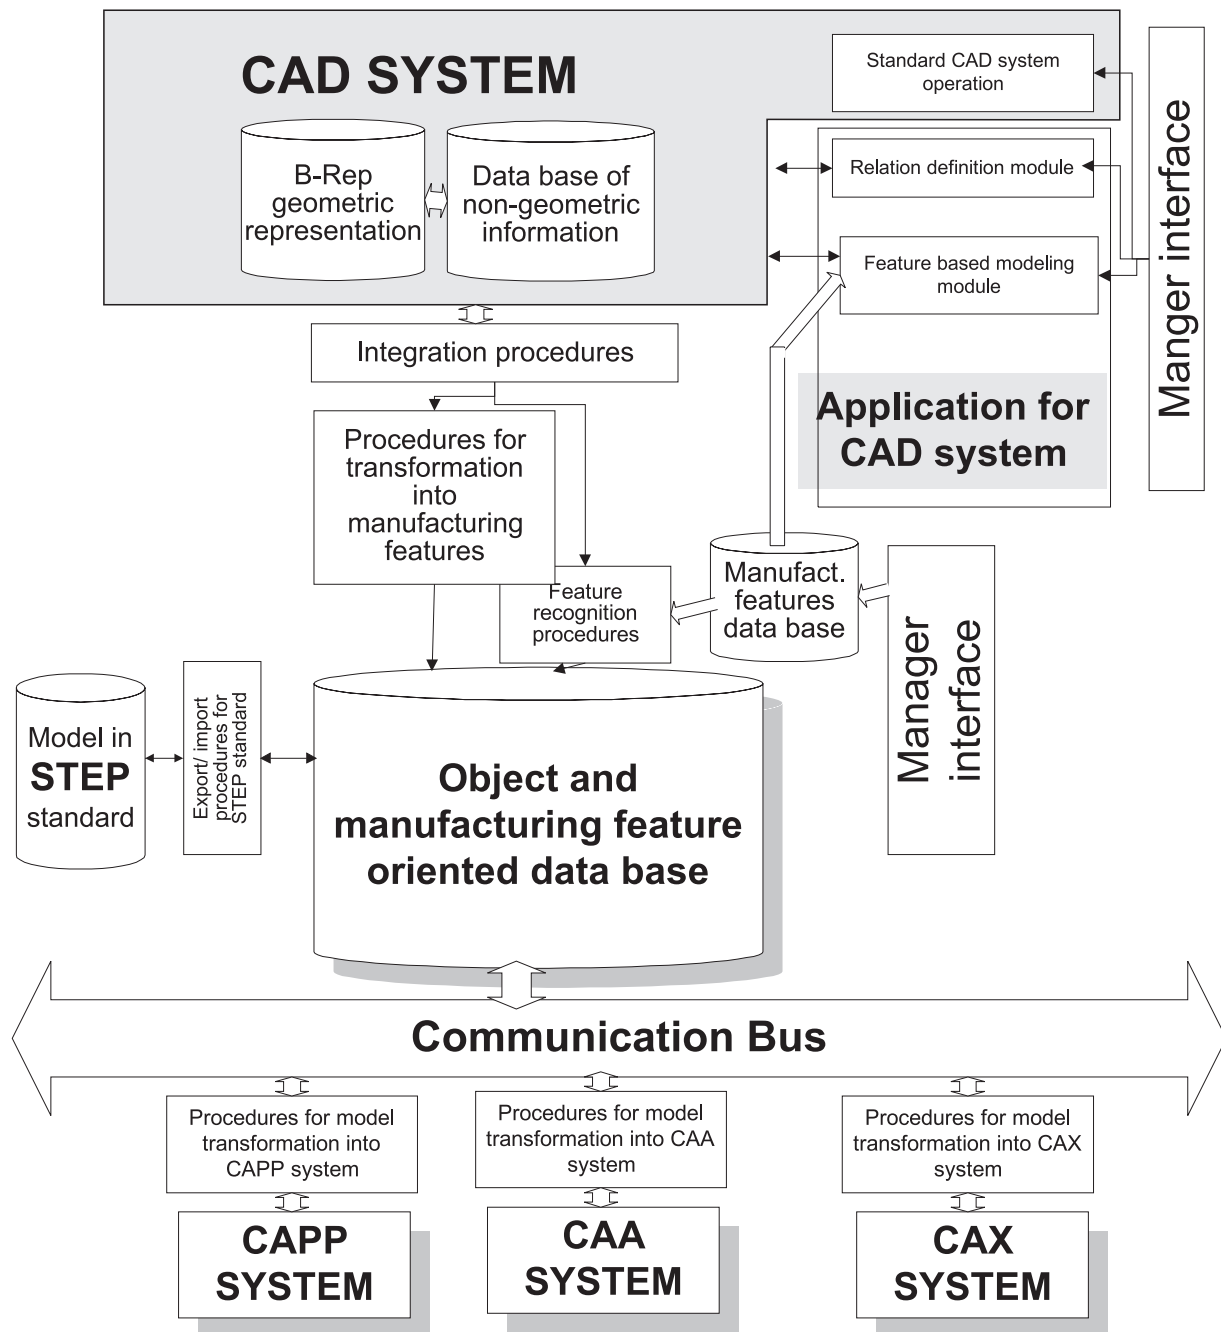 CAD SYSTEM
Standard CAD system
operation
B-Rep
geometric
representation
Data base of
non-geometric
information
Relation definition module
Feature based modeling
module
Manger interface
Integration procedures
Application for
CAD system
Procedures for
transformation
into
manufacturing
features
Feature
recognition
procedures
Manufact.
features
data base
Manager
interface
Model in
STEP
standard
Export/ import
procedures for
STEP standard
Object and
manufacturing feature
oriented data base
Communication Bus
Procedures for model
transformation into
CAPP system
Procedures for model
transformation into CAA
system
Procedures for model
transformation into CAX
system
CAPP
SYSTEM
CAA
SYSTEM
CAX
SYSTEM